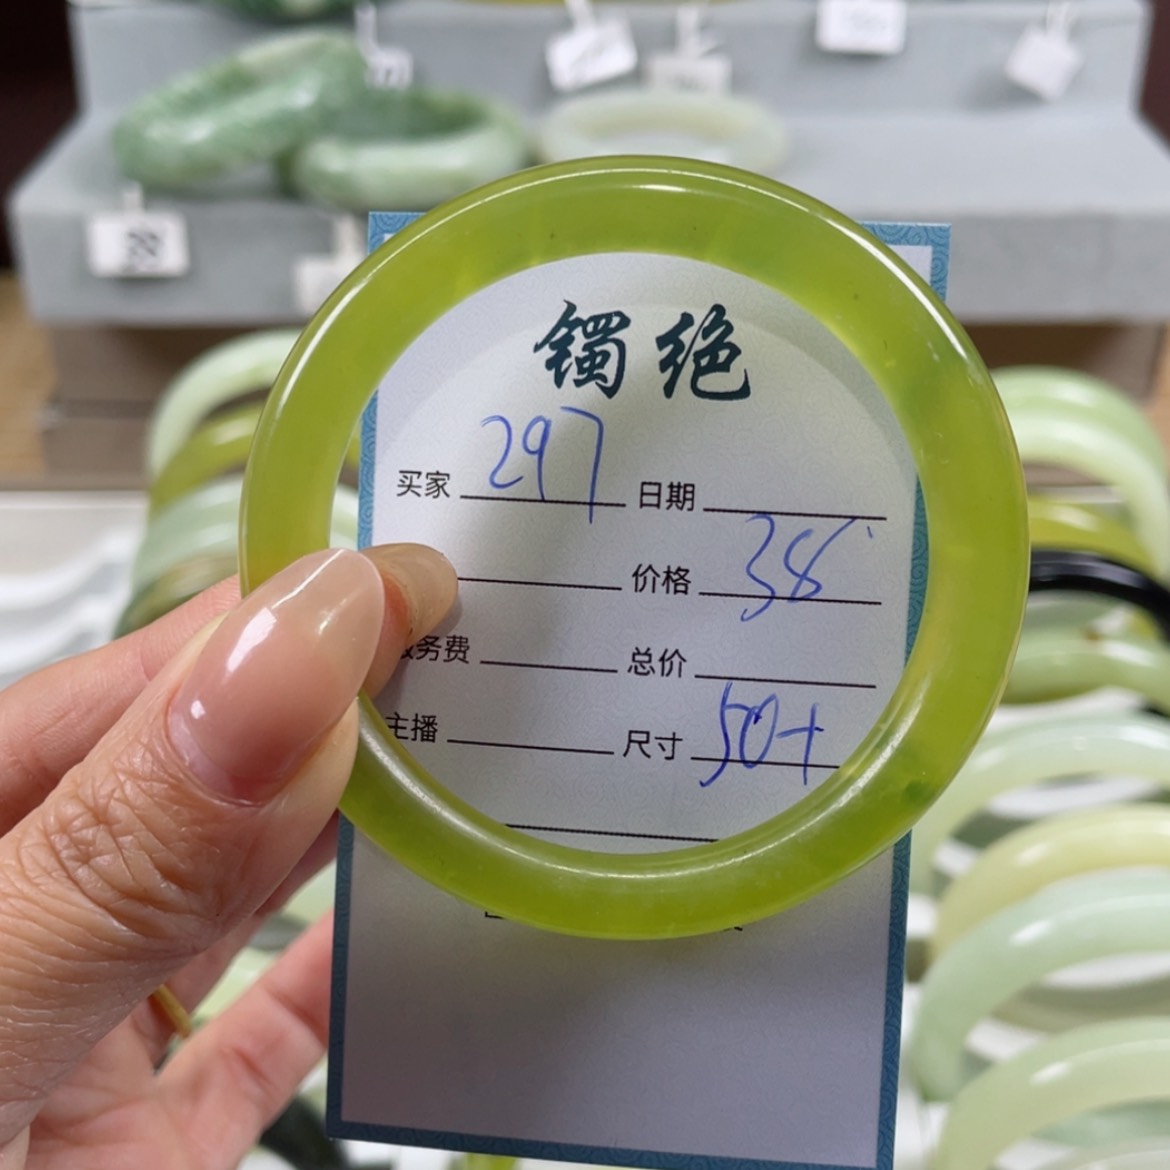 镯绝
买家 297 日期
价格 38
务费 总价
主播 尺寸 50+